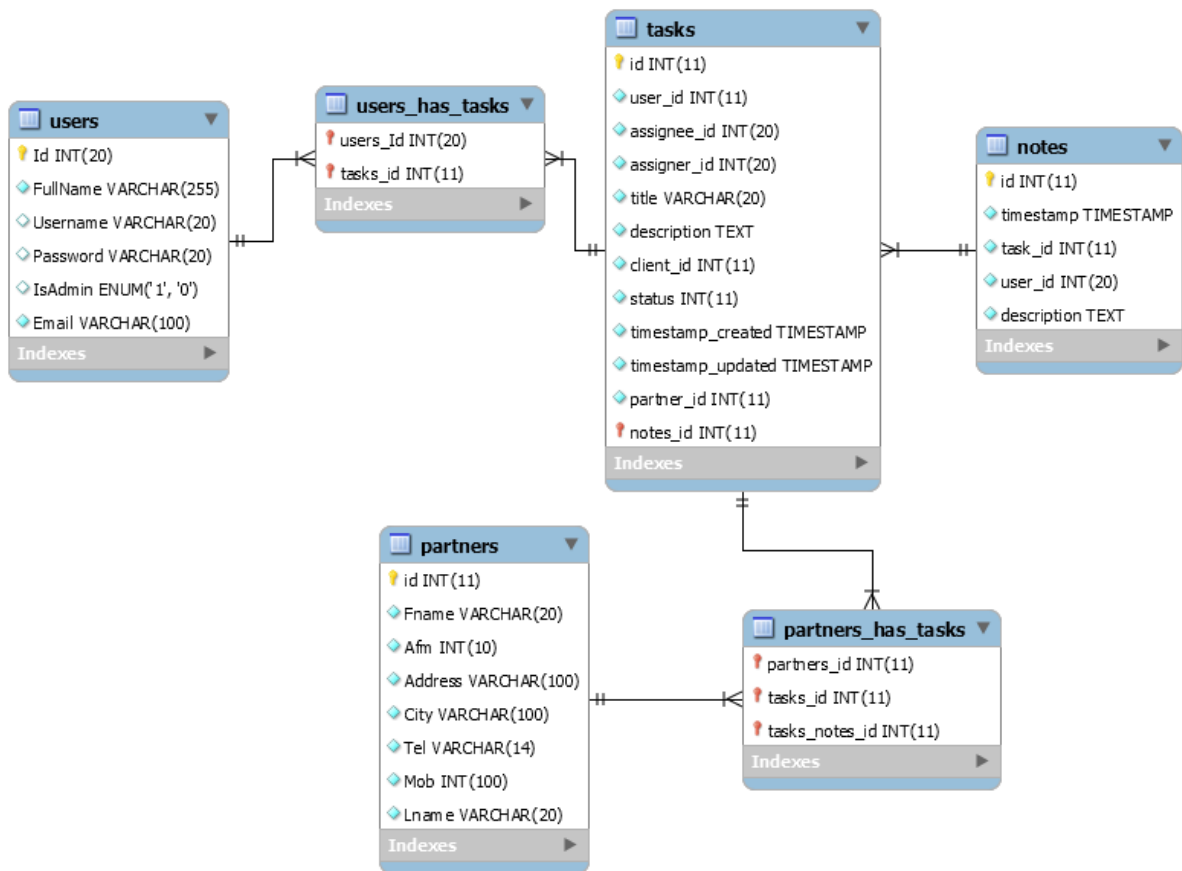 users
Id INT(20)
FullName VARCHAR(255)
Username VARCHAR(20)
Password VARCHAR(20)
IsAdmin ENUM('1', '0')
Email VARCHAR(100)
Indexes
users_has_tasks
users_Id INT(20)
tasks_id INT(11)
Indexes
tasks
id INT(11)
user_id INT(11)
assignee_id INT(20)
assigner_id INT(20)
title VARCHAR(20)
description TEXT
client_id INT(11)
status INT(11)
timestamp_created TIMESTAMP
timestamp_updated TIMESTAMP
partner_id INT(11)
notes_id INT(11)
Indexes
notes
id INT(11)
timestamp TIMESTAMP
task_id INT(11)
user_id INT(20)
description TEXT
Indexes
partners
id INT(11)
Fname VARCHAR(20)
Afm INT(10)
Address VARCHAR(100)
City VARCHAR(100)
Tel VARCHAR(14)
Mob INT(100)
Lname VARCHAR(20)
Indexes
partners_has_tasks
partners_id INT(11)
tasks_id INT(11)
tasks_notes_id INT(11)
Indexes